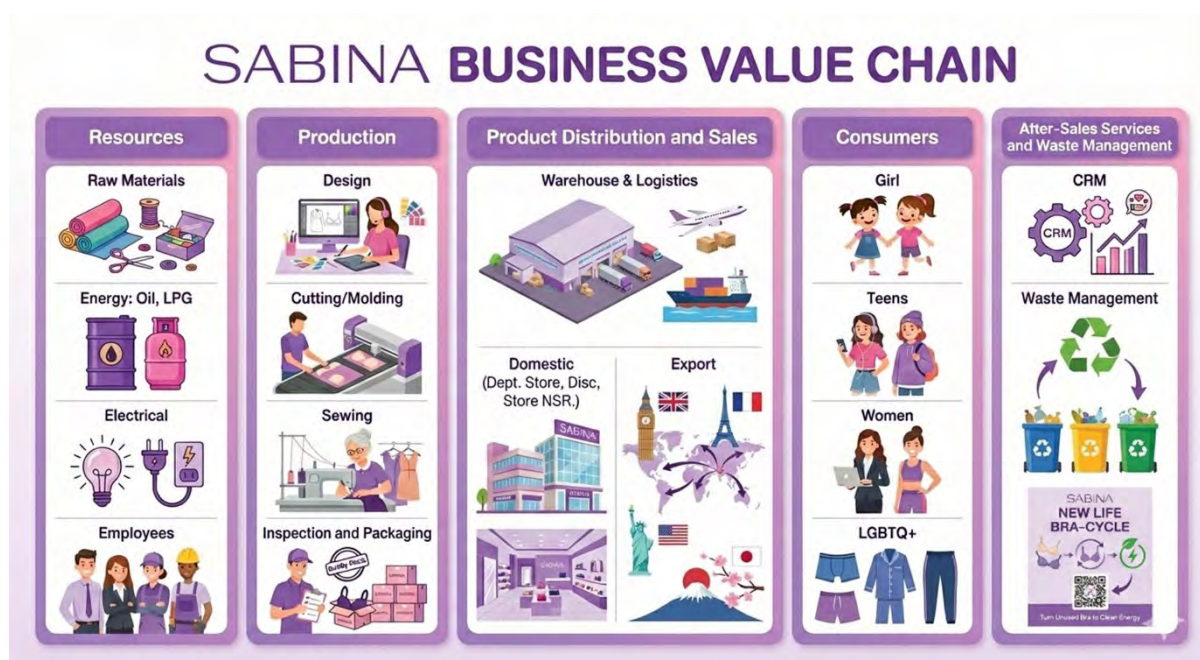 SABINA BUSINESS VALUE CHAIN
Resources
Raw Materials
Energy: Oil, LPG
Electrical
Employees
Production
Design
Cutting/Molding
Sewing
Inspection and Packaging
Product Distribution and Sales
Warehouse & Logistics
Domestic
(Dept. Store, Disc,
Store NSR.)
SABINA
Export
Consumers
Girl
Teens
Women
LGBTQ+
After-Sales Services
and Waste Management
CRM
CRM
Waste Management
SABINA
NEW LIFE
BRA-CYCLE
Turn Unused Bra to Clean Energy